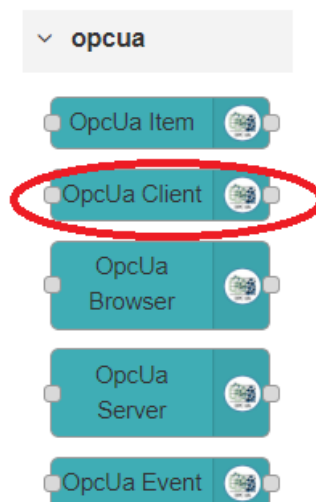 opcua
OpcUa Item
OpcUa Client
OpcUa
Browser
OpcUa
Server
OpcUa Event